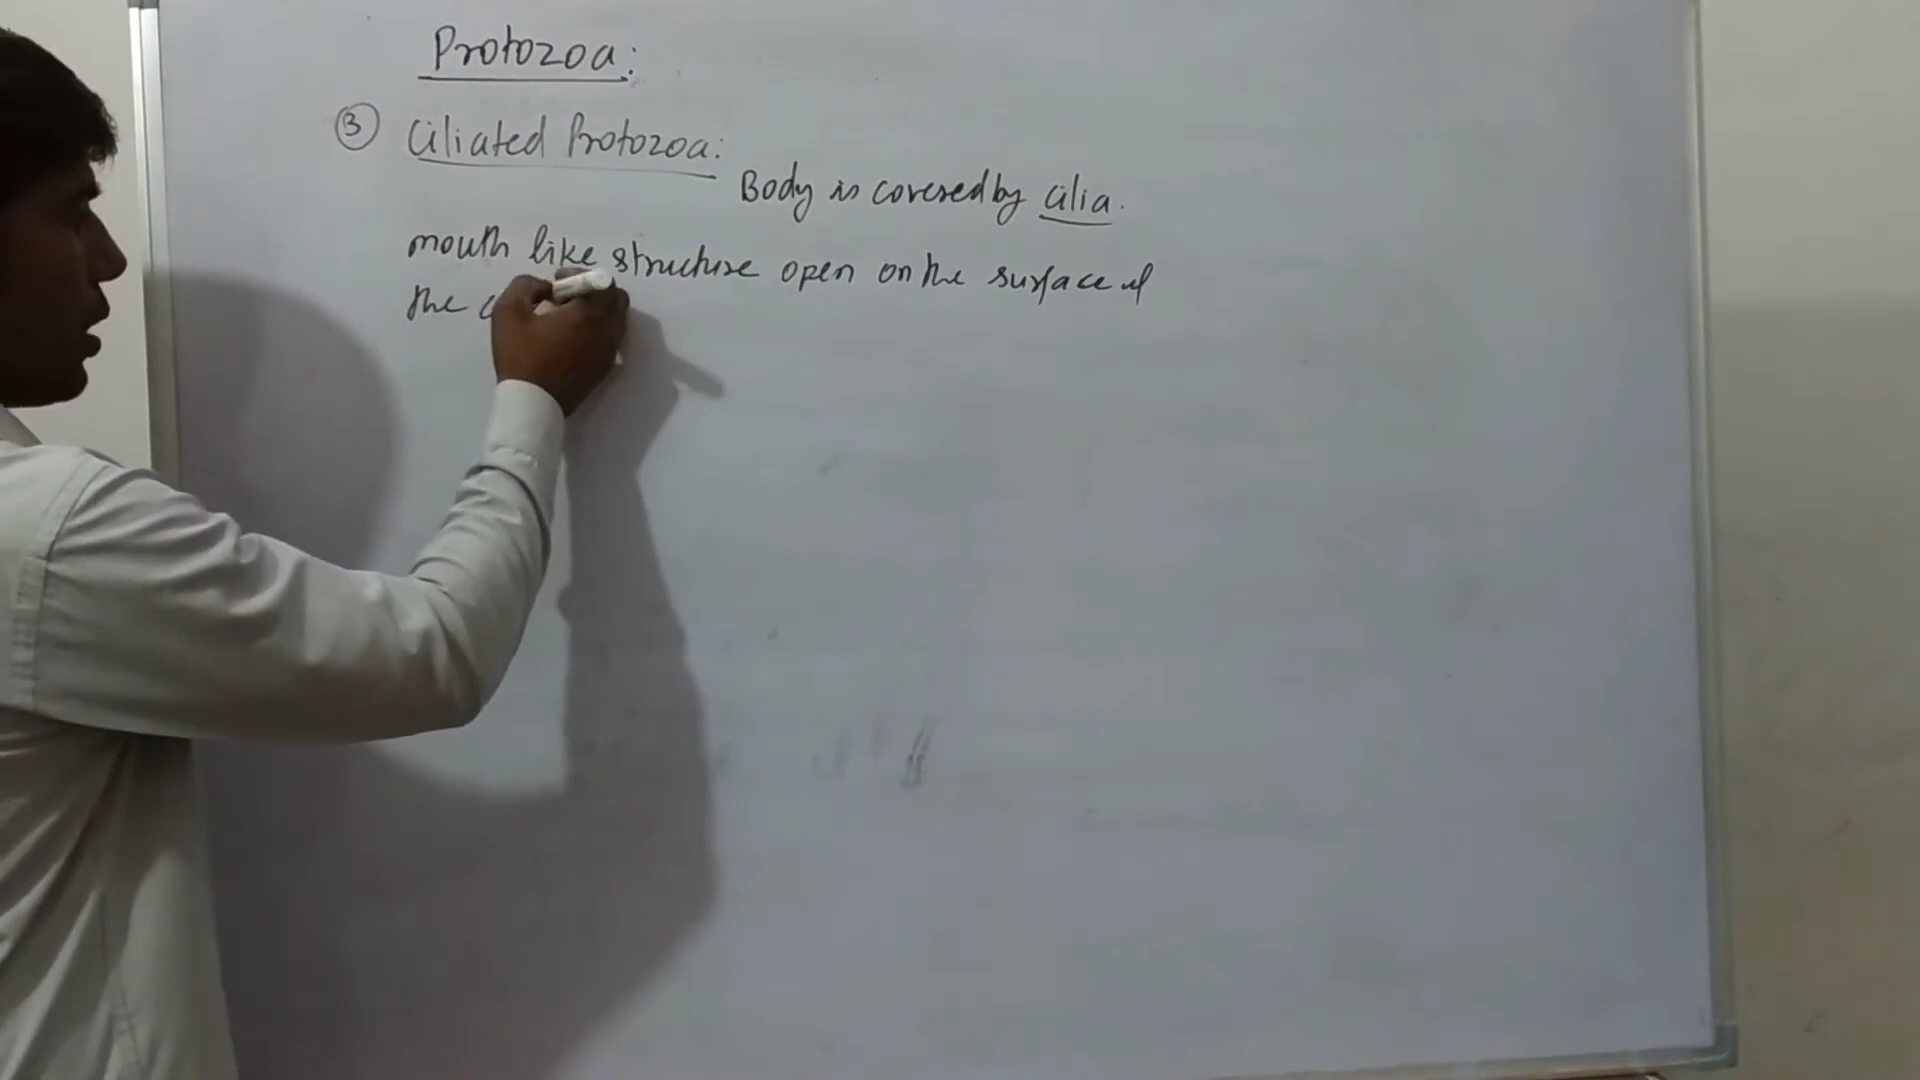 Protozoa:
3 Ciliated Protozoa:
Body is covered by Cilia.
mouth like structure open on the surface of
the